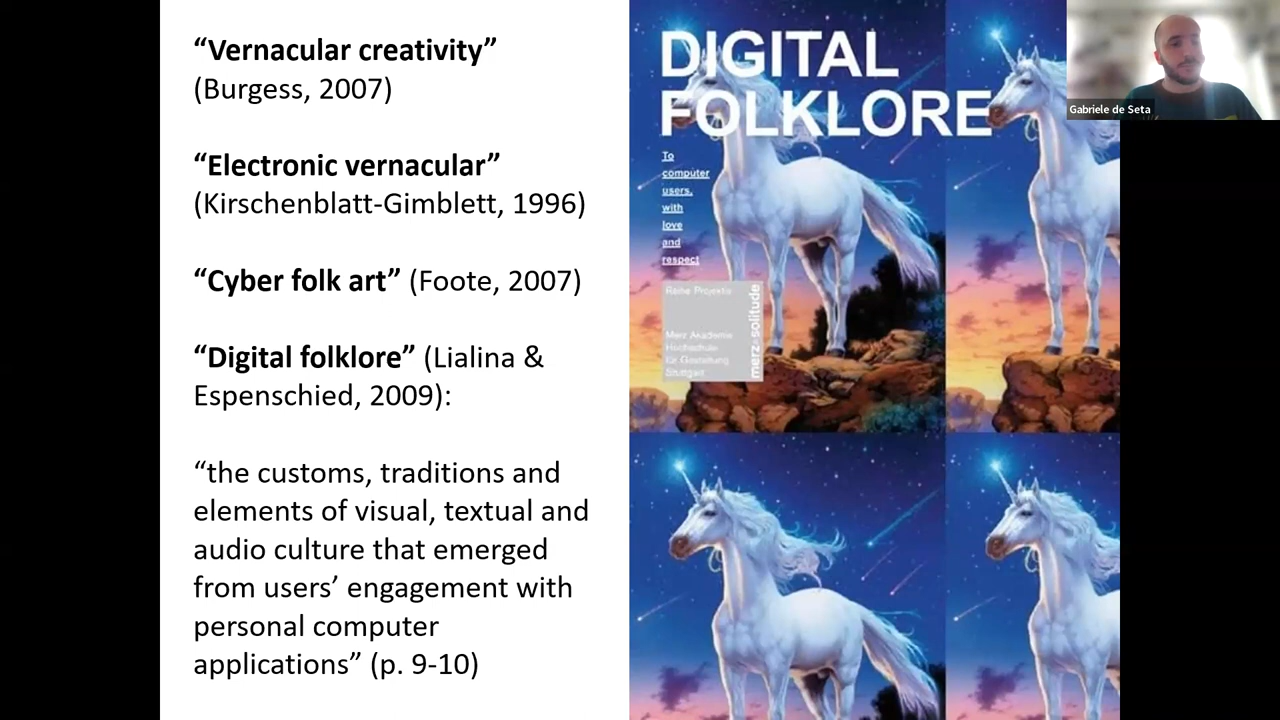 “Vernacular creativity”
(Burgess, 2007)
“Electronic vernacular”
(Kirschenblatt-Gimblett, 1996)
“Cyber folk art” (Foote, 2007)
“Digital folklore” (Lialina &
Espenschied, 2009):
“the customs, traditions and
elements of visual, textual and
audio culture that emerged
from users’ engagement with
personal computer
applications” (p. 9-10)
DIGITAL
FOLKLORE
To
computer
users,
with
love
and
respect
Reihe Projektiv
Merz Akademie
Hochschule
für Gestaltung
Stuttgart
merz+solitude
Gabriele de Seta